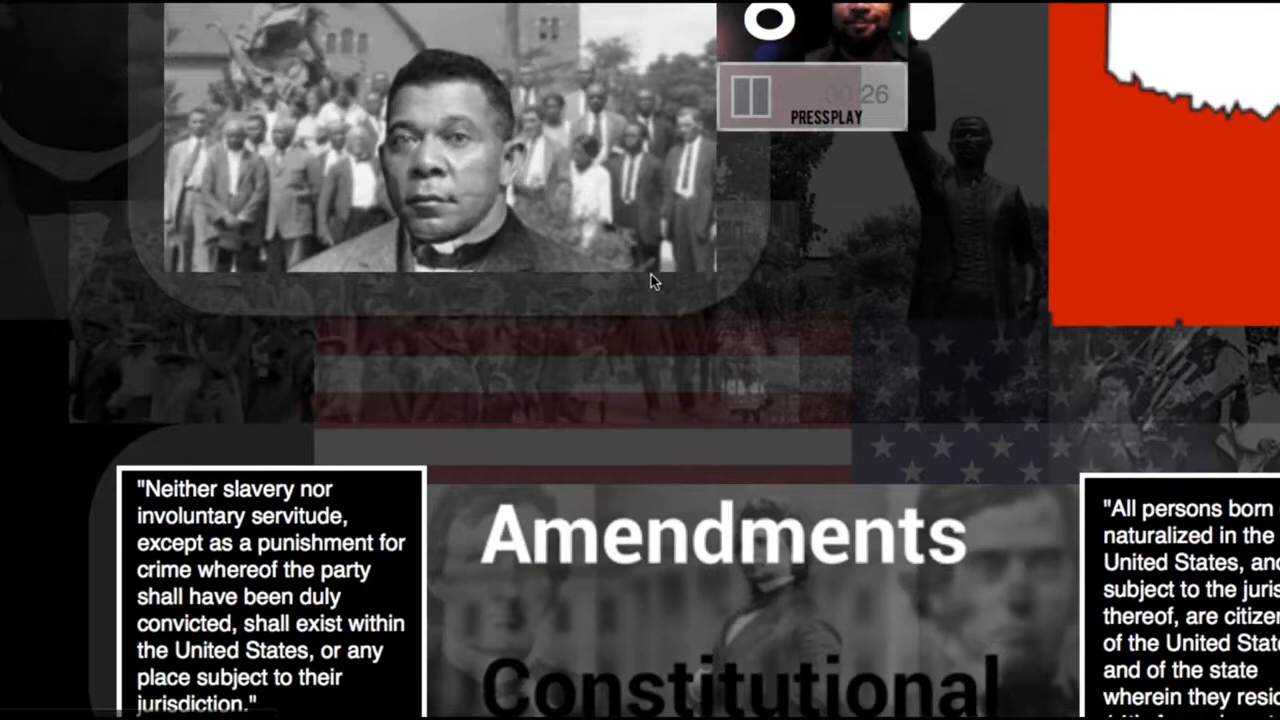 00:26
PRESSPLAY
"Neither slavery nor
involuntary servitude,
except as a punishment for
crime whereof the party
shall have been duly
convicted, shall exist within
the United States, or any
place subject to their
jurisdiction."
Amendments
Constitutional
"All persons born
naturalized in the
United States, and
subject to the juris
thereof, are citizen
of the United State
and of the state
wherein they resid